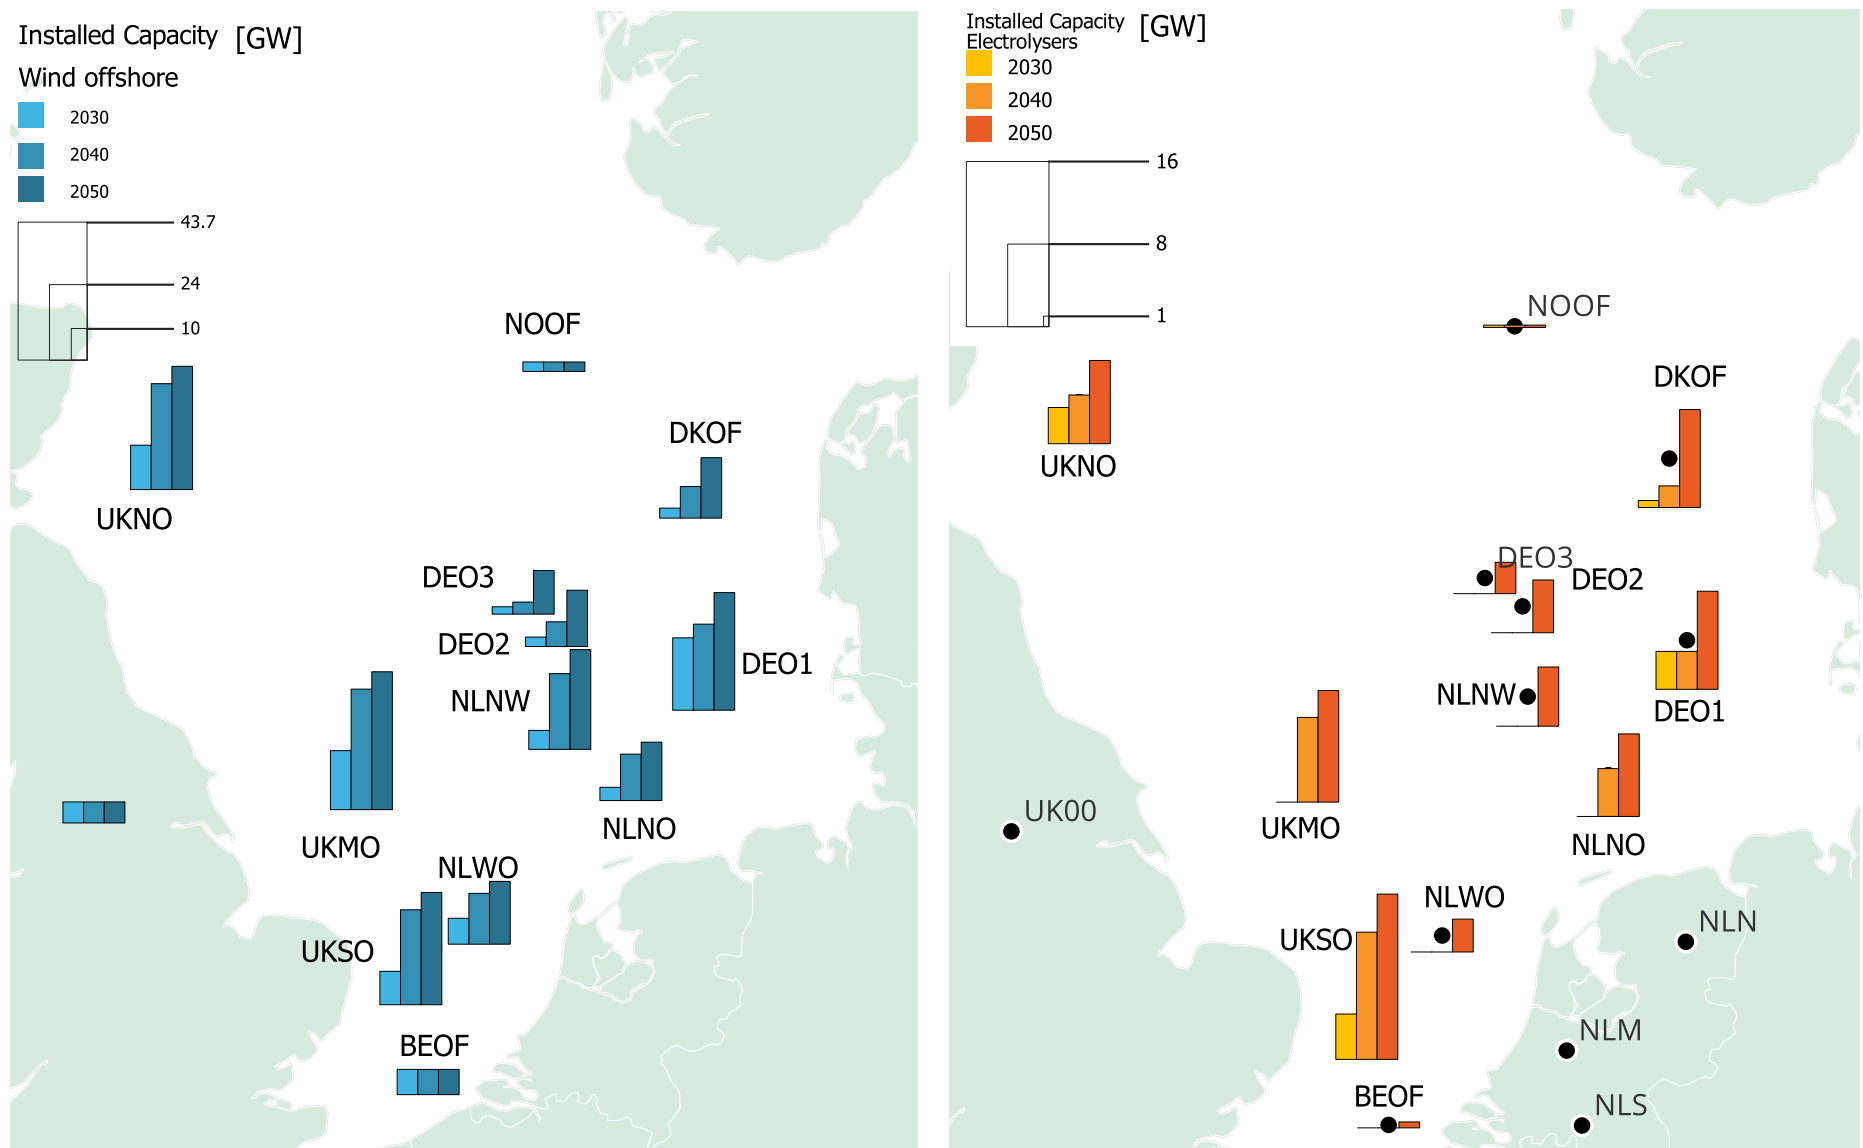 Installed Capacity [GW]
Wind offshore
2030
2040
2050
43.7
24
10
NOOF
DKOF
UKNO
DEO3
DEO2
DEO1
NLNW
NLNO
UKMO
NLWO
UKSO
BEOF
Installed Capacity [GW]
Electrolysers
2030
2040
2050
16
8
1
NOOF
DKOF
UKNO
DEO3
DEO2
NLNW
DEO1
UK00
UKMO
NLNO
NLWO
NLN
UKSO
NLM
BEOF
NLS